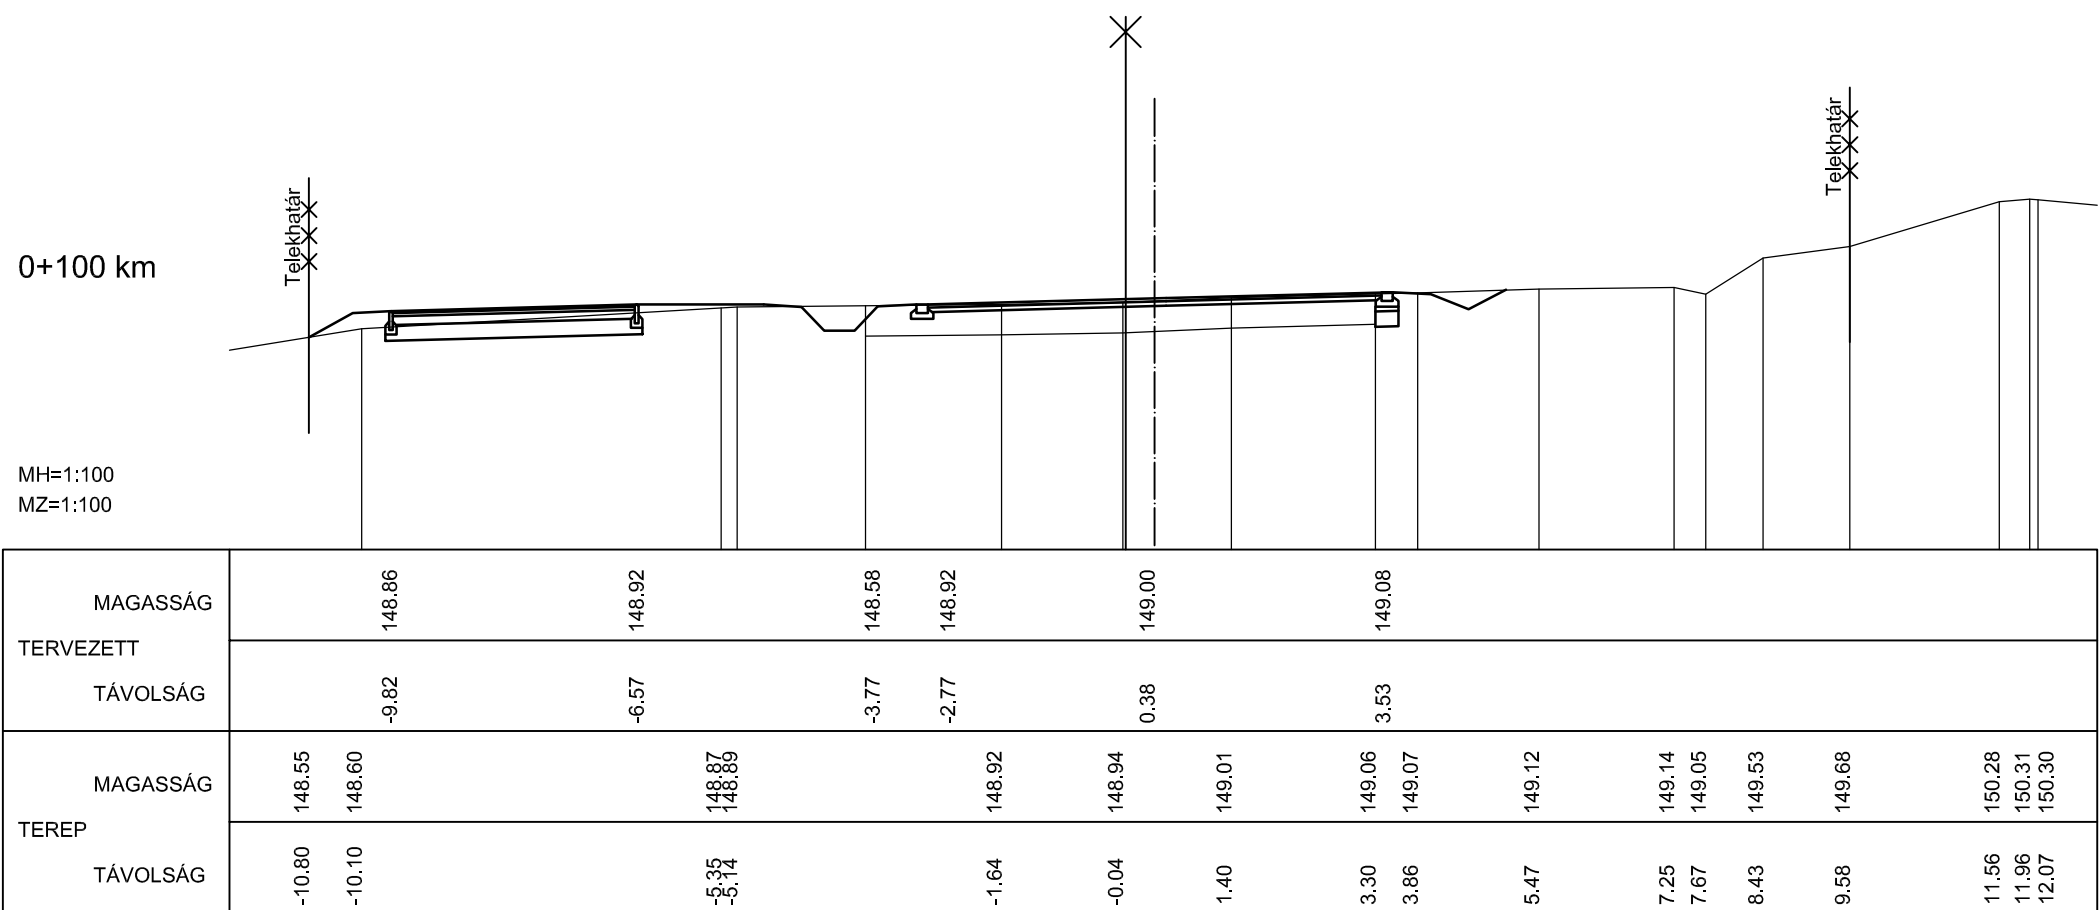 Telekhatár
Telekhatár
0+100 km
MH=1:100
MZ=1:100
TERVEZETT
MAGASSÁG
148.86 148.92 148.58 148.92 149.00 149.08
TÁVOLSÁG
-9.82 -6.57 -3.77 -2.77 0.38 3.53
TEREP
MAGASSÁG
148.55 148.60 148.87 148.89 148.92 148.94 149.01 149.06 149.07 149.12 149.14 149.05 149.53 149.68 150.28 150.31 150.30
TÁVOLSÁG
-10.80 -10.10 -5.35 -5.14 -1.64 -0.04 1.40 3.30 3.86 5.47 7.25 7.67 8.43 9.58 11.56 11.96 12.07